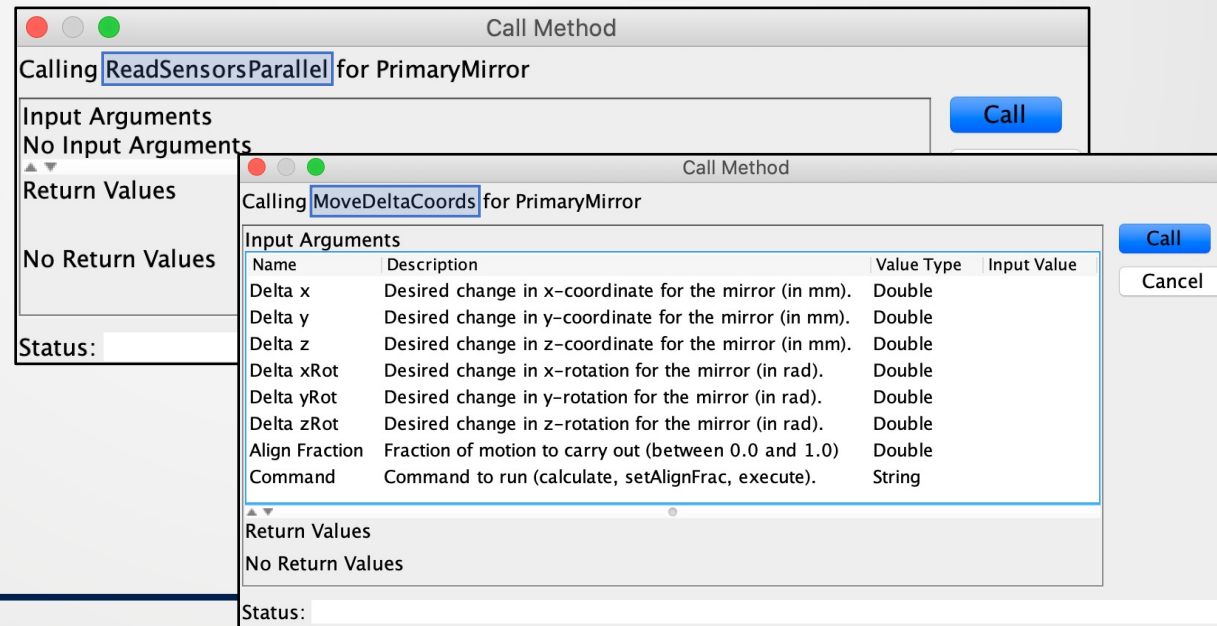 Call Method
Calling ReadSensorsParallel for PrimaryMirror
Input Arguments
Call
No Input Arguments
Return Values
No Return Values
Status:
Call Method
Calling MoveDeltaCoords for PrimaryMirror
Input Arguments
Call
Cancel
Name Description Value Type Input Value
Delta x Desired change in x-coordinate for the mirror (in mm). Double
Delta y Desired change in y-coordinate for the mirror (in mm). Double
Delta z Desired change in z-coordinate for the mirror (in mm). Double
Delta xRot Desired change in x-rotation for the mirror (in rad). Double
Delta yRot Desired change in y-rotation for the mirror (in rad). Double
Delta zRot Desired change in z-rotation for the mirror (in rad). Double
Align Fraction Fraction of motion to carry out (between 0.0 and 1.0) Double
Command Command to run (calculate, setAlignFrac, execute). String
Return Values
No Return Values
Status: